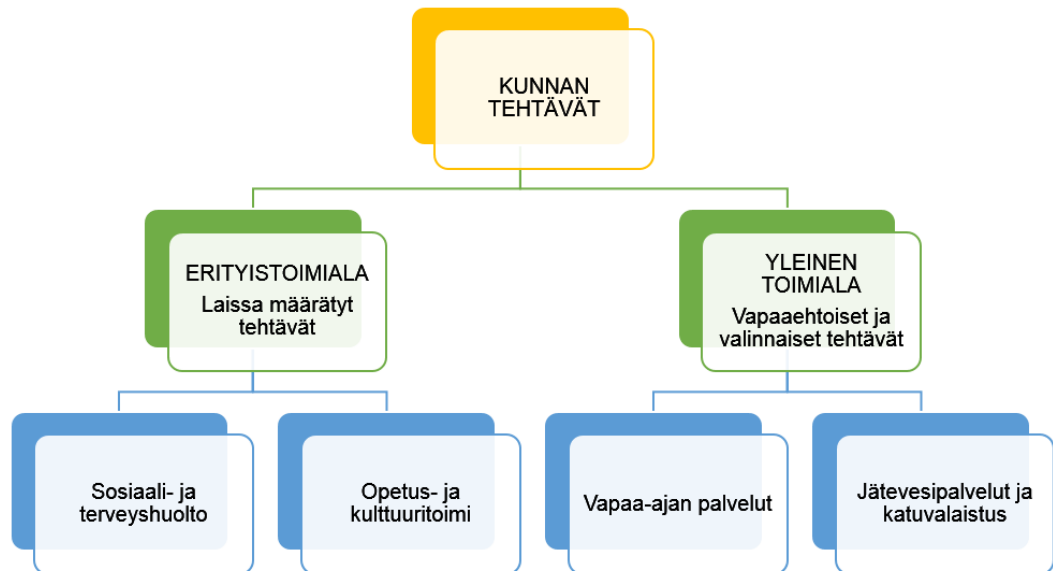 KUNNAN
TEHTÄVÄT
ERITYISTOIMIALA
Laissa määrätyt
tehtävät
YLEINEN
TOIMIALA
Vapaaehtoiset ja
valinnaiset tehtävät
Sosiaali- ja
terveyshuolto
Opetus- ja
kulttuuritoimi
Vapaa-ajan palvelut
Jätevesipalvelut ja
katuvalaistus